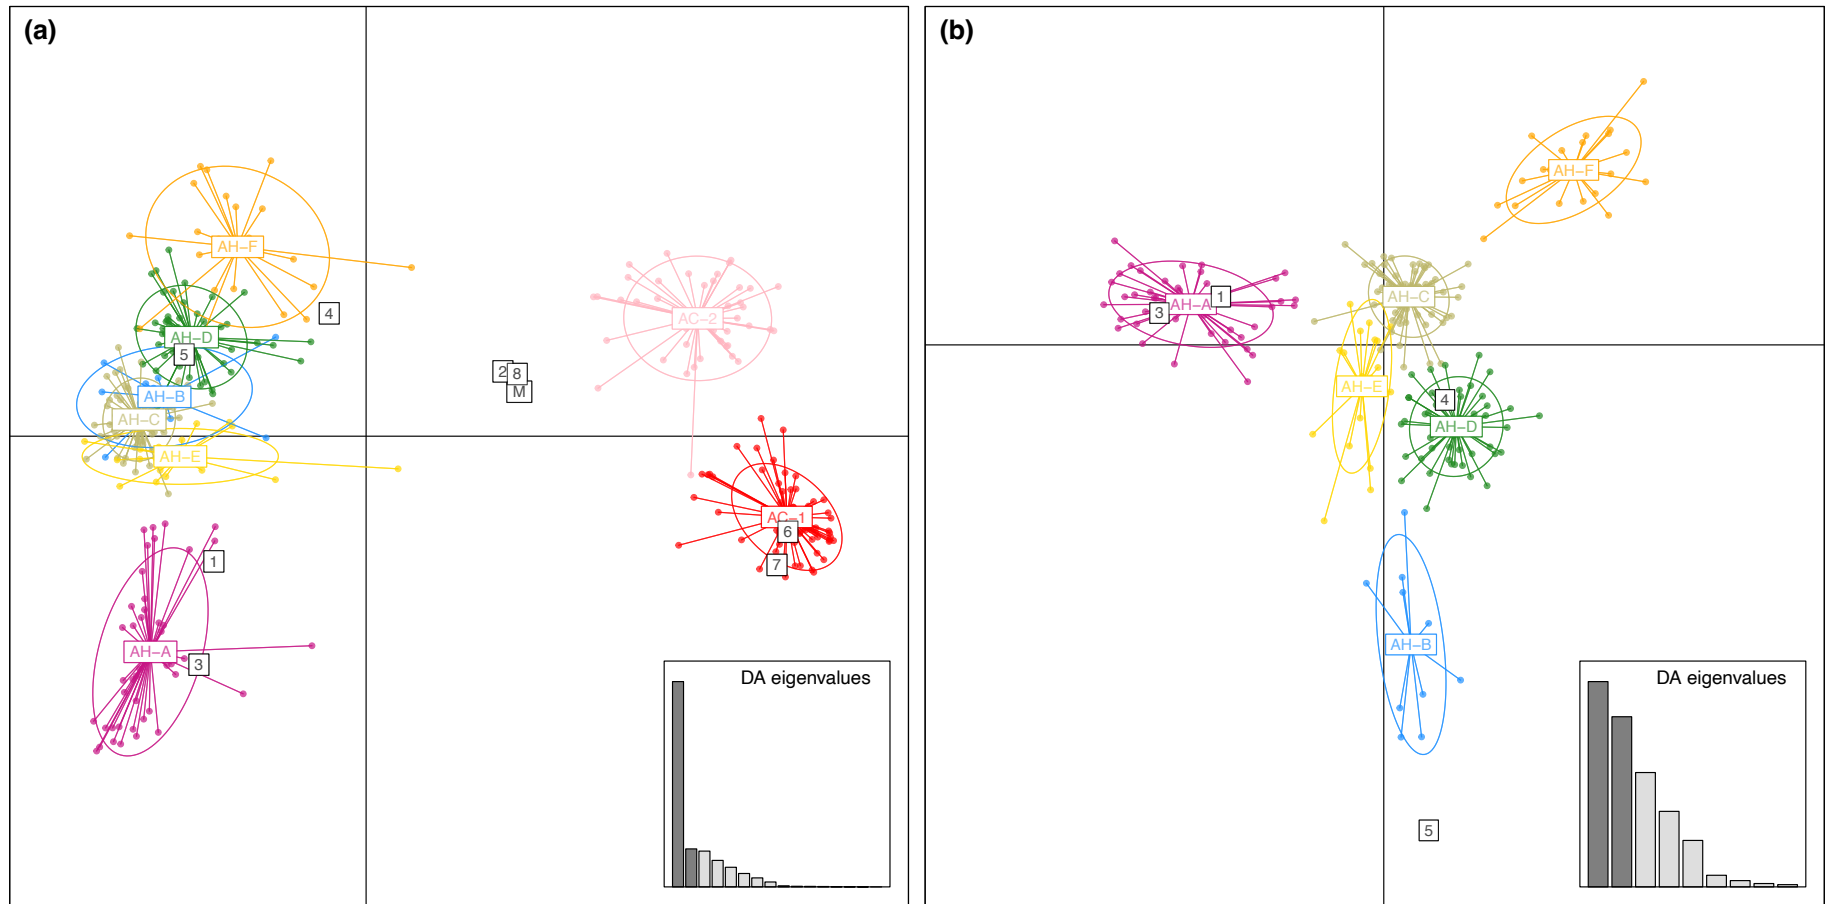 (a)
AH−F
4
AH−D
5
AH−B
AH−C
AH−E
AC−2
2
8
M
AC−1
6
7
1
AH−A
3
DA eigenvalues
(b)
AH−F
AH−A
1
3
AH−C
AH−E
4
AH−D
AH−B
5
DA eigenvalues